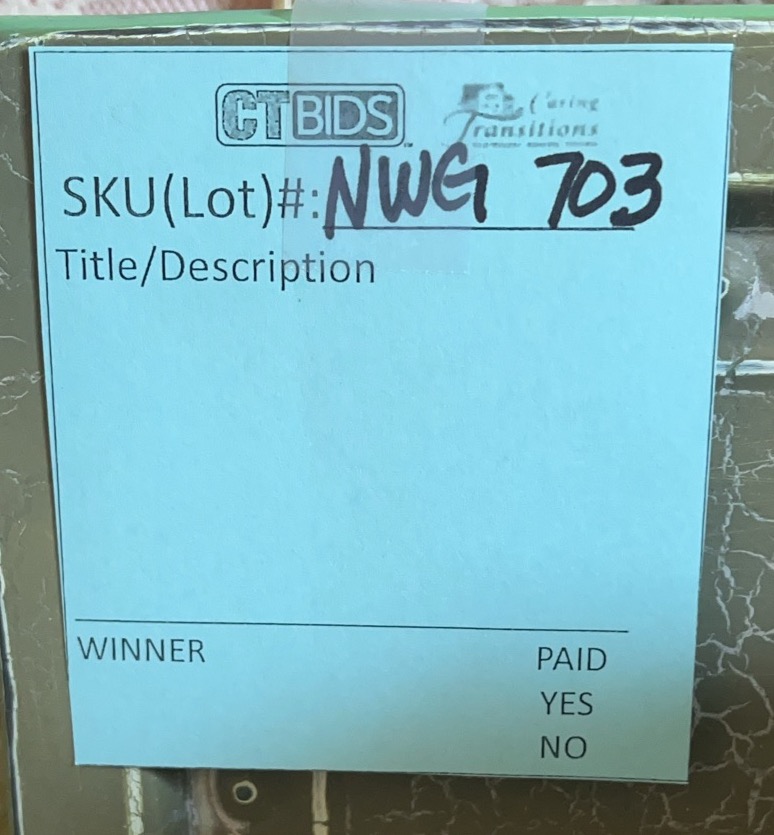 CTBIDS
Caring
Transitions
SKU(Lot)#: NWG 703
Title/Description
WINNER PAID
YES
NO